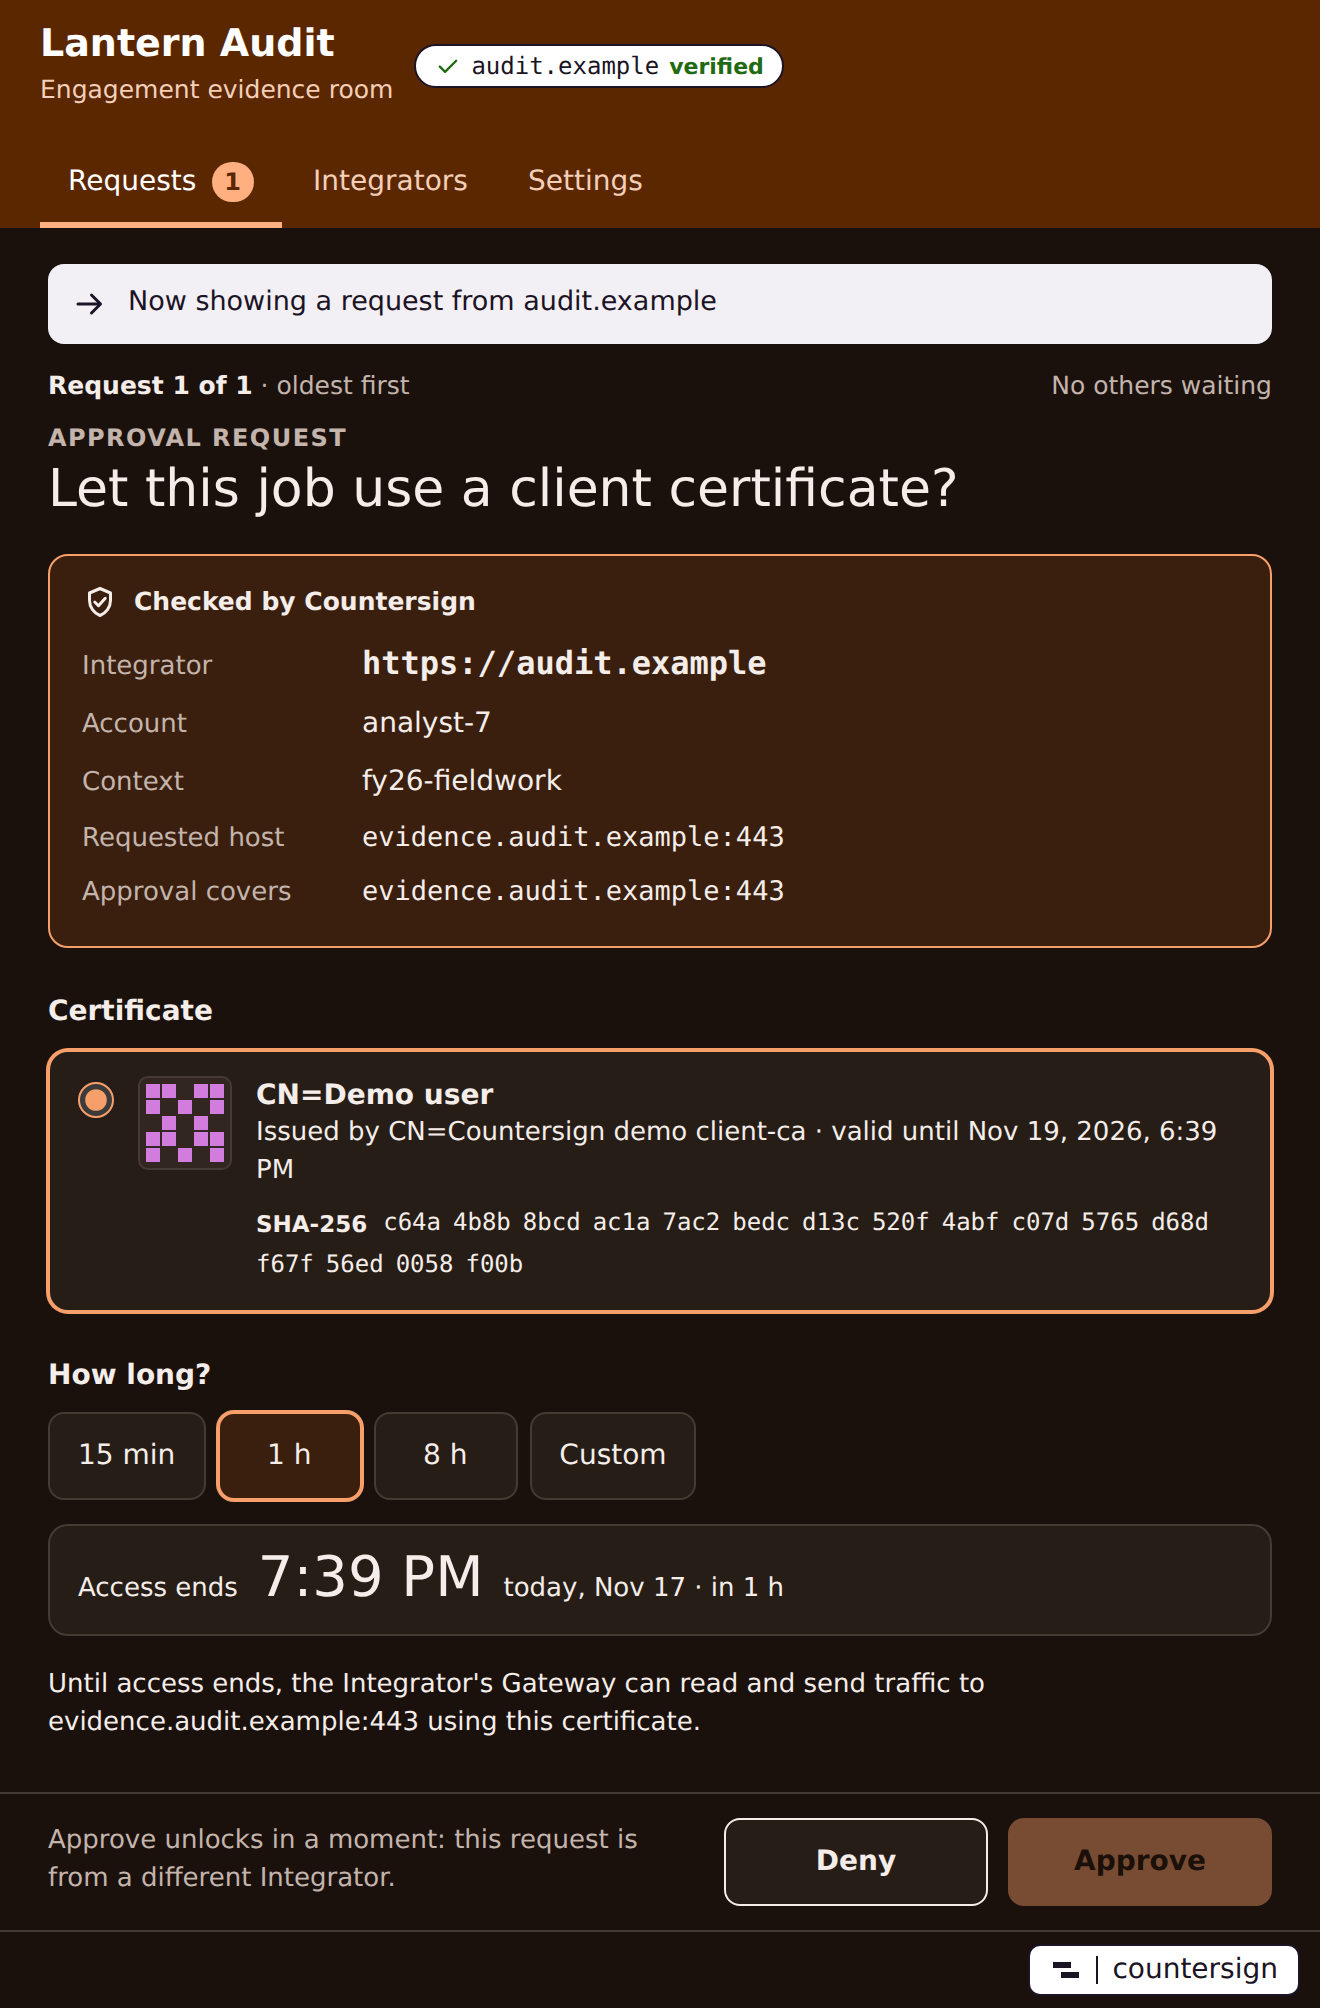 Lantern Audit
Engagement evidence room
audit.example verified
Requests 1
Integrators
Settings
Now showing a request from audit.example
Request 1 of 1 · oldest first
No others waiting
APPROVAL REQUEST
Let this job use a client certificate?
Checked by Countersign
Integrator https://audit.example
Account analyst-7
Context fy26-fieldwork
Requested host evidence.audit.example:443
Approval covers evidence.audit.example:443
Certificate
CN=Demo user
Issued by CN=Countersign demo client-ca · valid until Nov 19, 2026, 6:39
PM
SHA-256 c64a 4b8b 8bcd ac1a 7ac2 bedc d13c 520f 4abf c07d 5765 d68d
f67f 56ed 0058 f00b
How long?
15 min
1 h
8 h
Custom
Access ends 7:39 PM today, Nov 17 · in 1 h
Until access ends, the Integrator's Gateway can read and send traffic to
evidence.audit.example:443 using this certificate.
Approve unlocks in a moment: this request is
from a different Integrator.
Deny
Approve
countersign